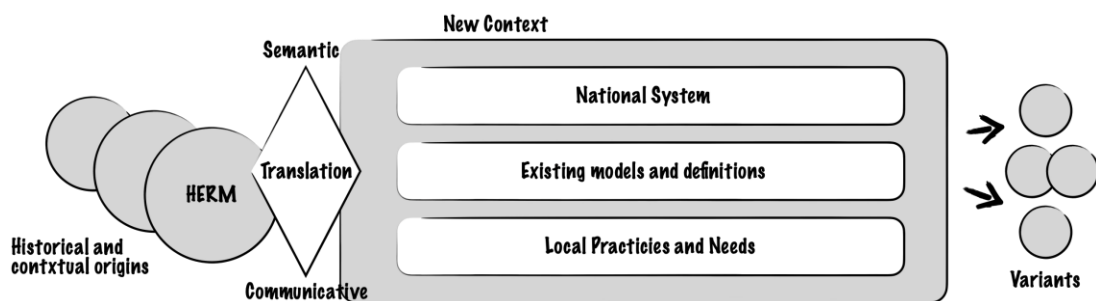 New Context
Semantic
National System
HERM
Translation
Existing models and definitions
Historical and
contxtual origins
Local Practicies and Needs
Communicative
Variants